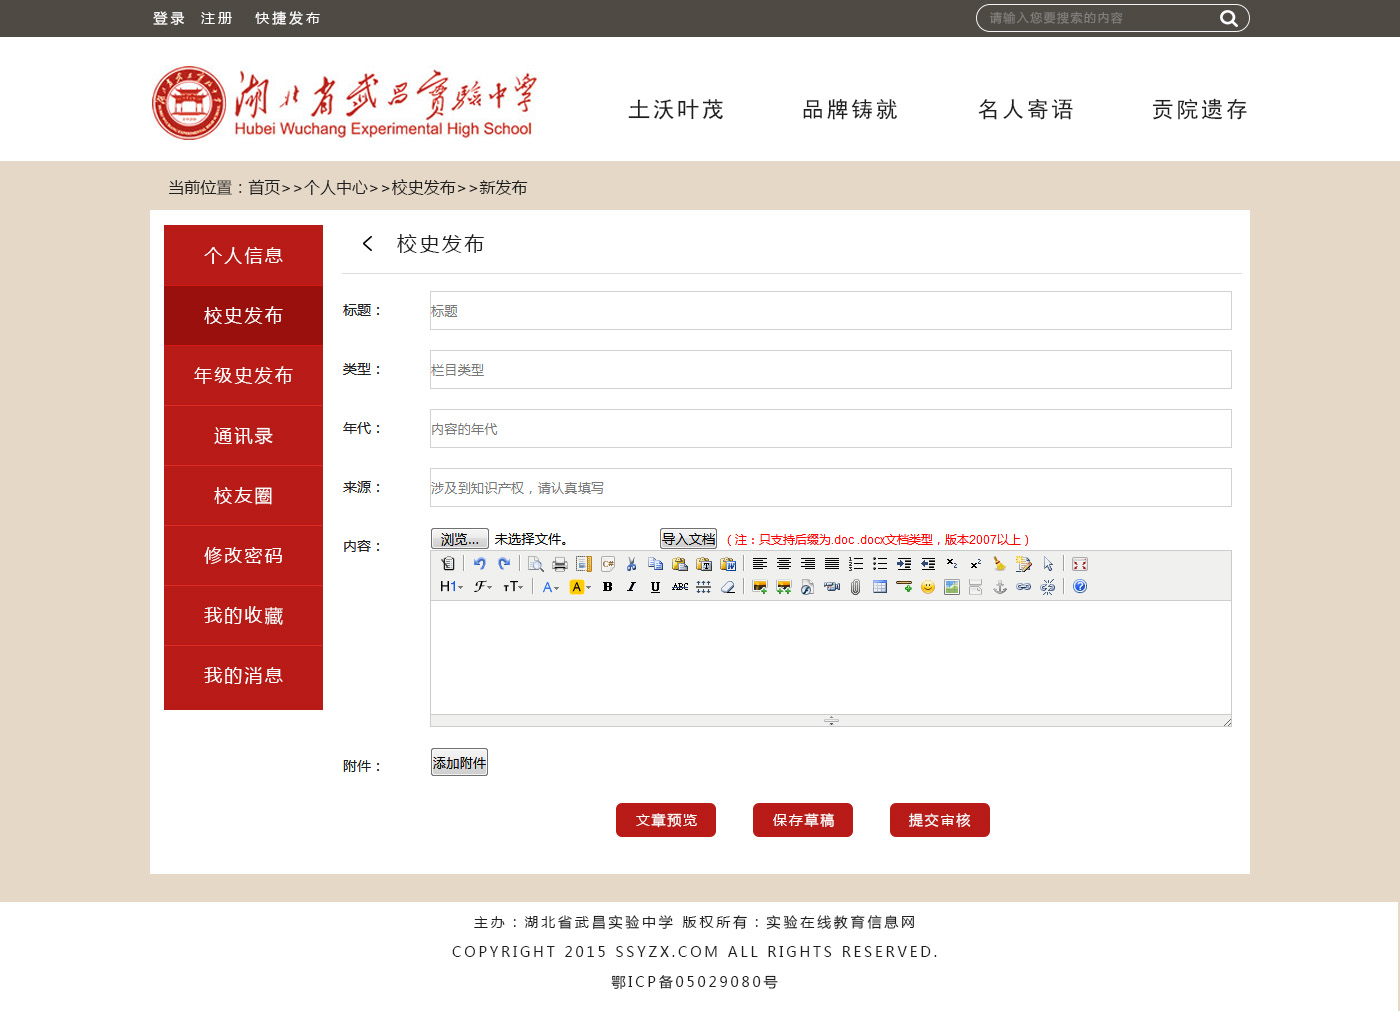 登录 注册 快捷发布
请输入您要搜索的内容
湖北省武昌實驗中学
Hubei Wuchang Experimental High School
土沃叶茂 品牌铸就 名人寄语 贡院遗存
当前位置：首页>>个人中心>>校史发布>>新发布
个人信息
校史发布
年级史发布
通讯录
校友圈
修改密码
我的收藏
我的消息
校史发布
标题：
标题
类型：
栏目类型
年代：
内容的年代
来源：
涉及到知识产权，请认真填写
内容：
浏览... 未选择文件。 导入文档 （注：只支持后缀为.doc .docx文档类型，版本2007以上）
H1 F TT A A B I U ABC
附件：
添加附件
文章预览 保存草稿 提交审核
主办：湖北省武昌实验中学 版权所有：实验在线教育信息网
COPYRIGHT 2015 SSYZX.COM ALL RIGHTS RESERVED.
鄂ICP备05029080号